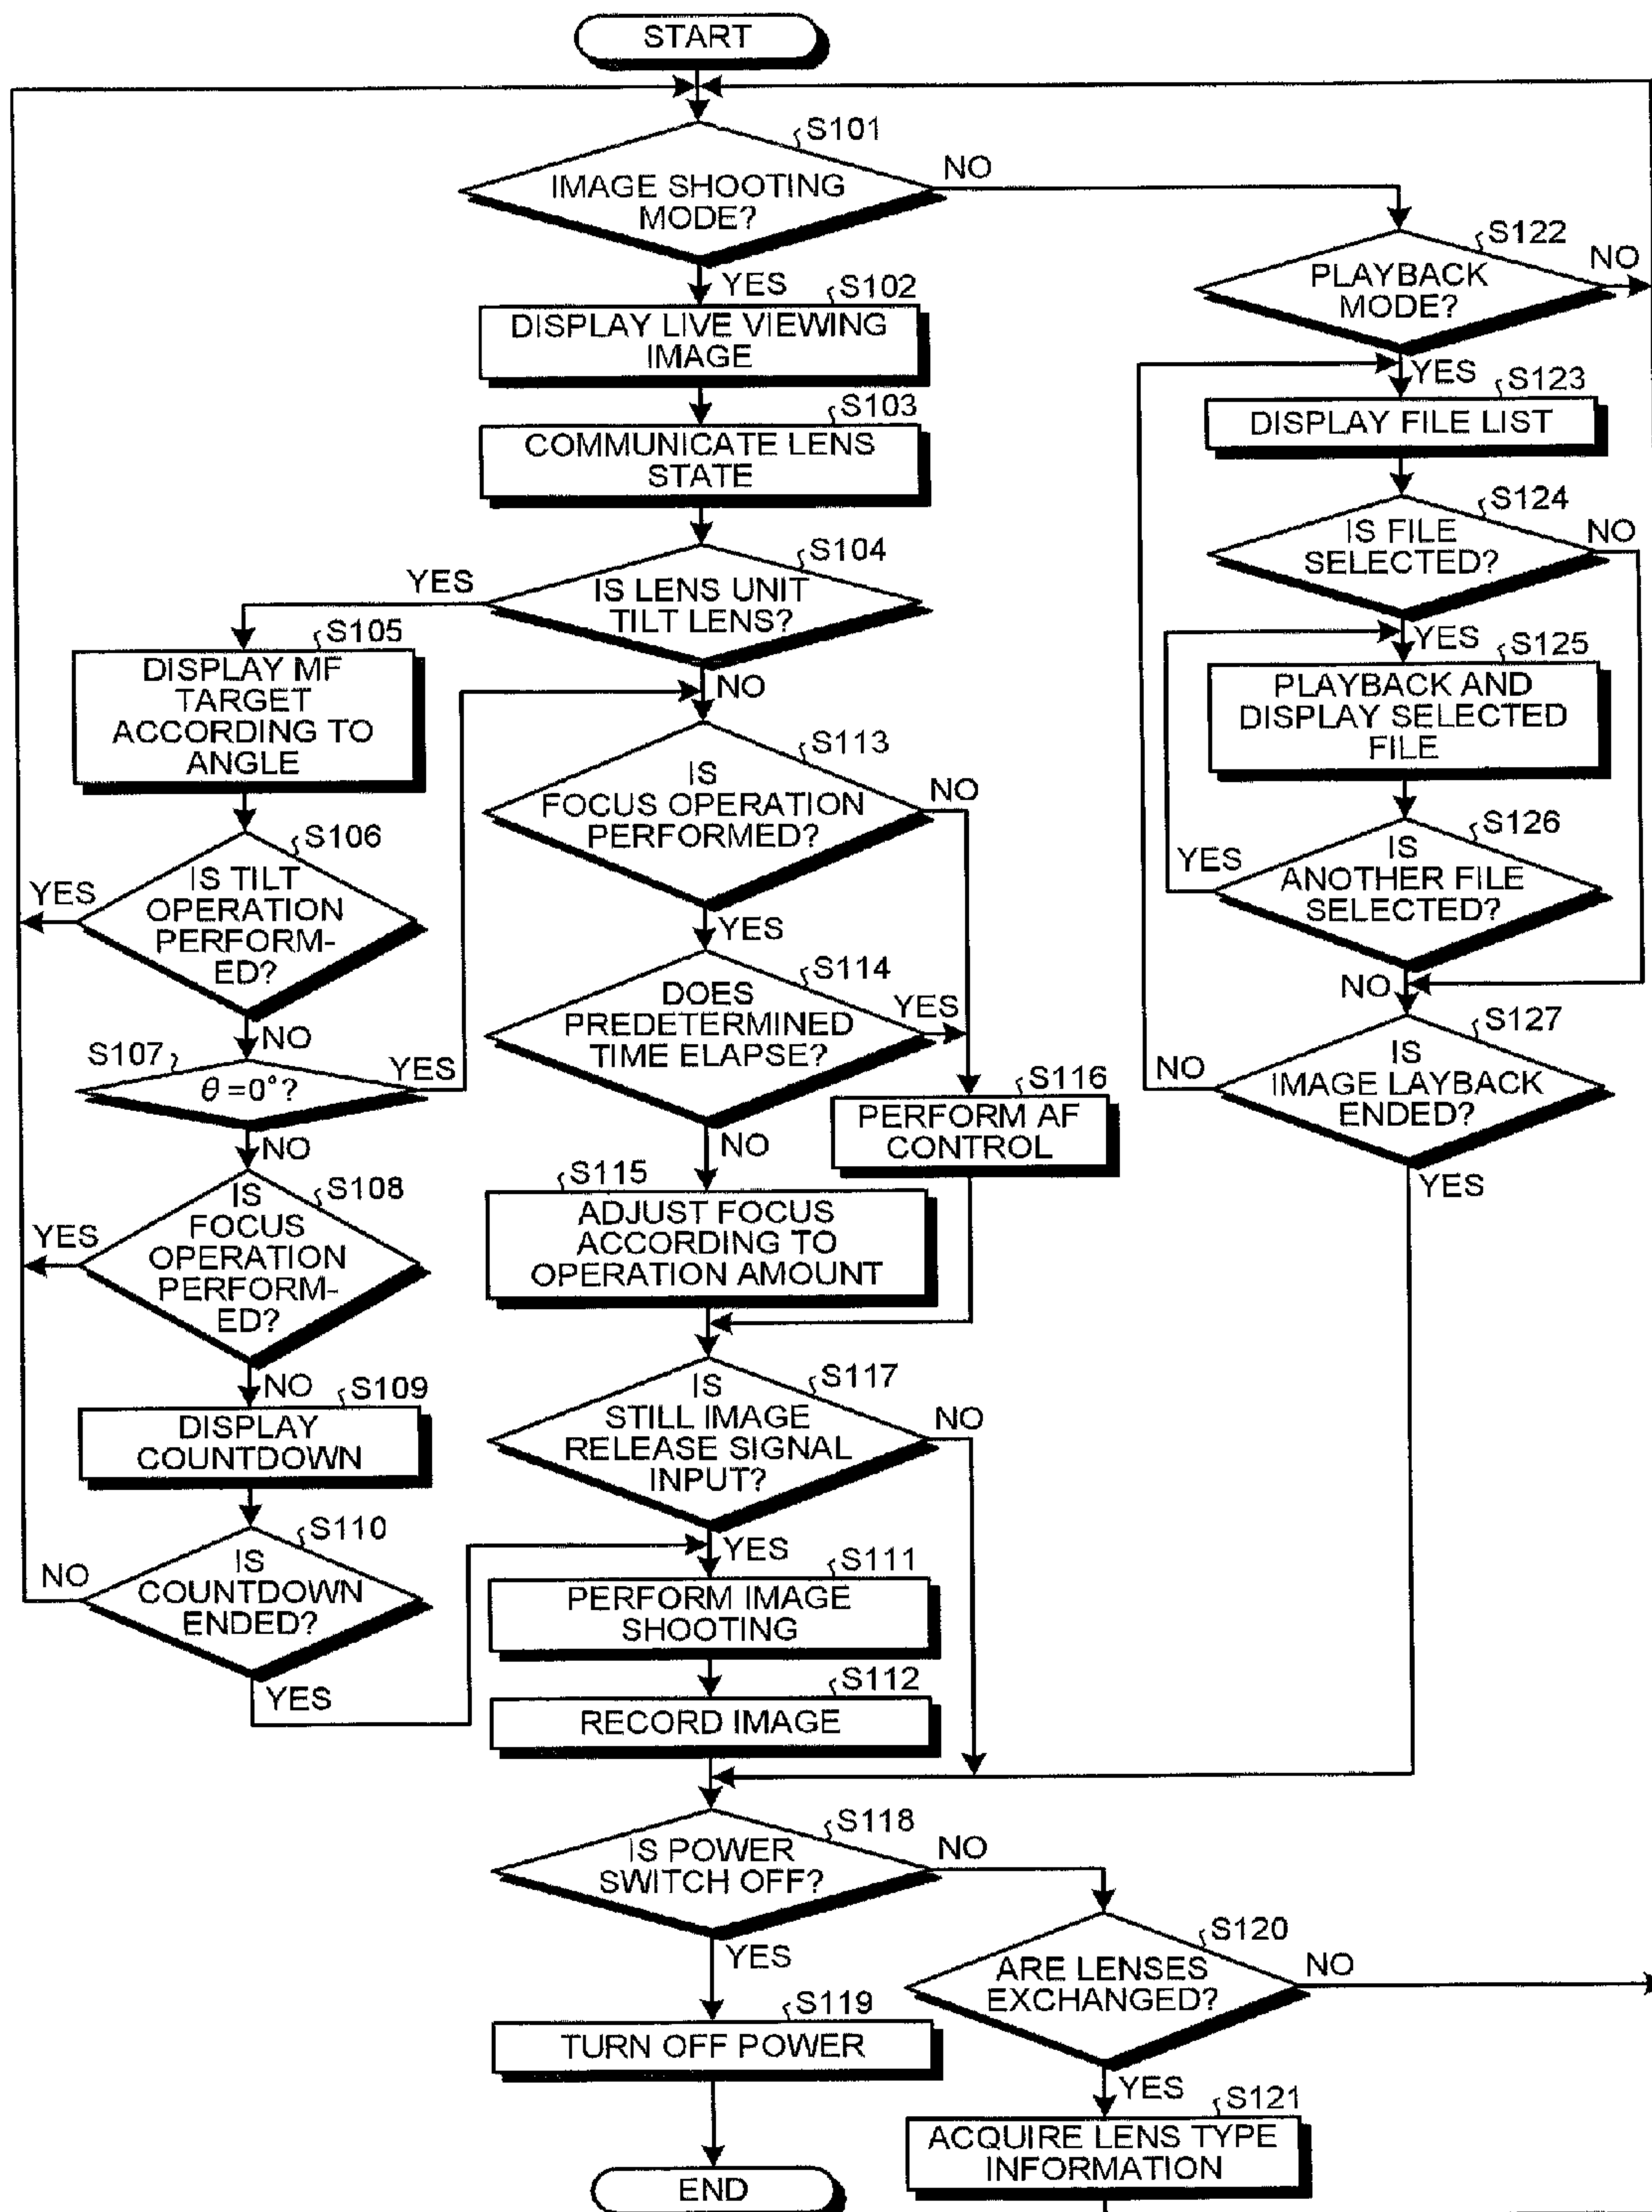 START
S101
IMAGE SHOOTING
MODE?
NO
YES
S102
DISPLAY LIVE VIEWING
IMAGE
S103
COMMUNICATE LENS
STATE
S104
IS LENS UNIT
TILT LENS?
YES
NO
S105
DISPLAY MF
TARGET
ACCORDING TO
ANGLE
S106
IS TILT
OPERATION
PERFORM-
ED?
YES
NO
S107
θ=0°?
YES
NO
S108
IS
FOCUS
OPERATION
PERFORM-
ED?
YES
NO
S109
DISPLAY
COUNTDOWN
S110
IS
COUNTDOWN
ENDED?
NO
YES
S113
IS
FOCUS OPERATION
PERFORMED?
NO
YES
S114
DOES
PREDETERMINED
TIME ELAPSE?
YES
NO
S116
PERFORM AF
CONTROL
S115
ADJUST FOCUS
ACCORDING TO
OPERATION AMOUNT
S117
IS
STILL IMAGE
RELEASE SIGNAL
INPUT?
NO
YES
S111
PERFORM IMAGE
SHOOTING
S112
RECORD IMAGE
S118
IS POWER
SWITCH OFF?
NO
YES
S119
TURN OFF POWER
END
S120
ARE LENSES
EXCHANGED?
NO
YES
S121
ACQUIRE LENS TYPE
INFORMATION
S122
PLAYBACK
MODE?
NO
YES
S123
DISPLAY FILE LIST
S124
IS FILE
SELECTED?
NO
YES
S125
PLAYBACK AND
DISPLAY SELECTED
FILE
S126
IS
ANOTHER FILE
SELECTED?
YES
NO
S127
IS
IMAGE LAYBACK
ENDED?
NO
YES